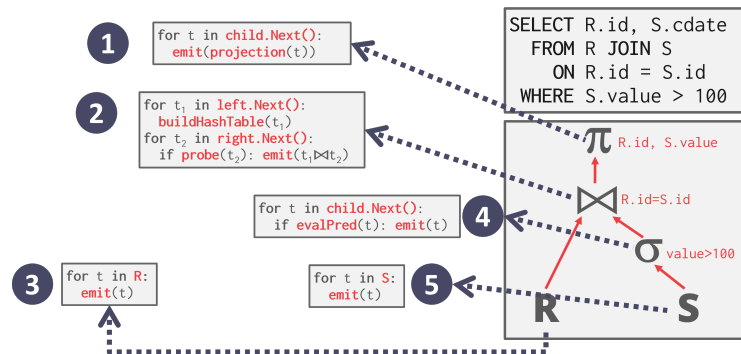 1
for t in child.Next():
emit(projection(t))
2
for t₁ in left.Next():
buildHashTable(t₁)
for t₂ in right.Next():
if probe(t₂): emit(t₁⋈t₂)
4
for t in child.Next():
if evalPred(t): emit(t)
3
for t in R:
emit(t)
5
for t in S:
emit(t)
SELECT R.id, S.cdate
FROM R JOIN S
ON R.id = S.id
WHERE S.value > 100
π R.id, S.value
⋈ R.id=S.id
σ value>100
R
S